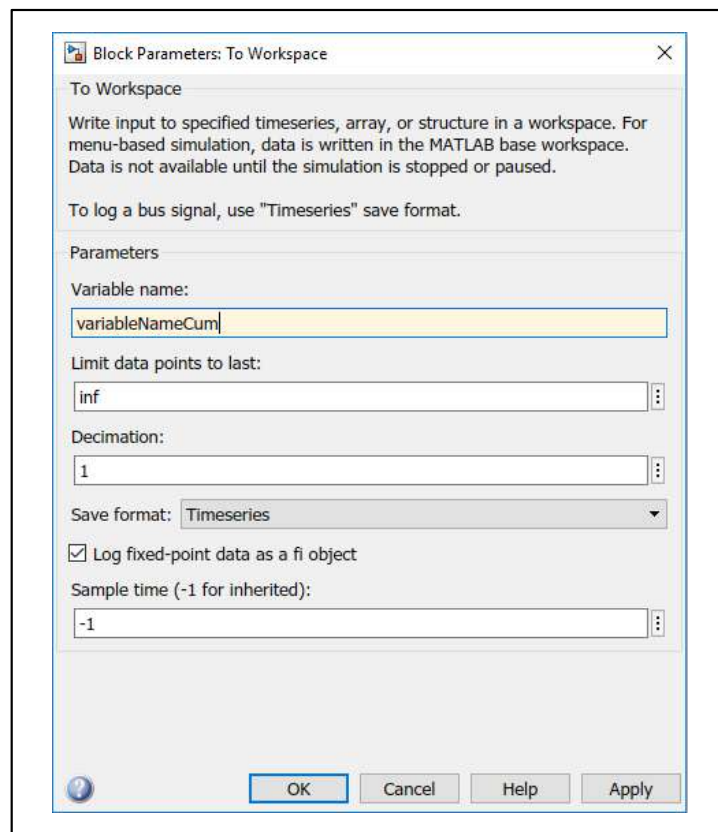 Block Parameters: To Workspace
To Workspace
Write input to specified timeseries, array, or structure in a workspace. For
menu-based simulation, data is written in the MATLAB base workspace.
Data is not available until the simulation is stopped or paused.
To log a bus signal, use "Timeseries" save format.
Parameters
Variable name:
variableNameCum
Limit data points to last:
inf
Decimation:
1
Save format: Timeseries
Log fixed-point data as a fi object
Sample time (-1 for inherited):
-1
OK Cancel Help Apply